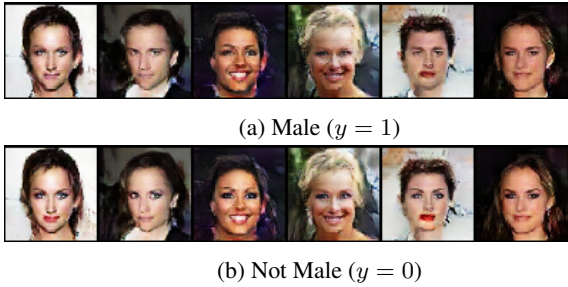 (a) Male (y = 1)
(b) Not Male (y = 0)